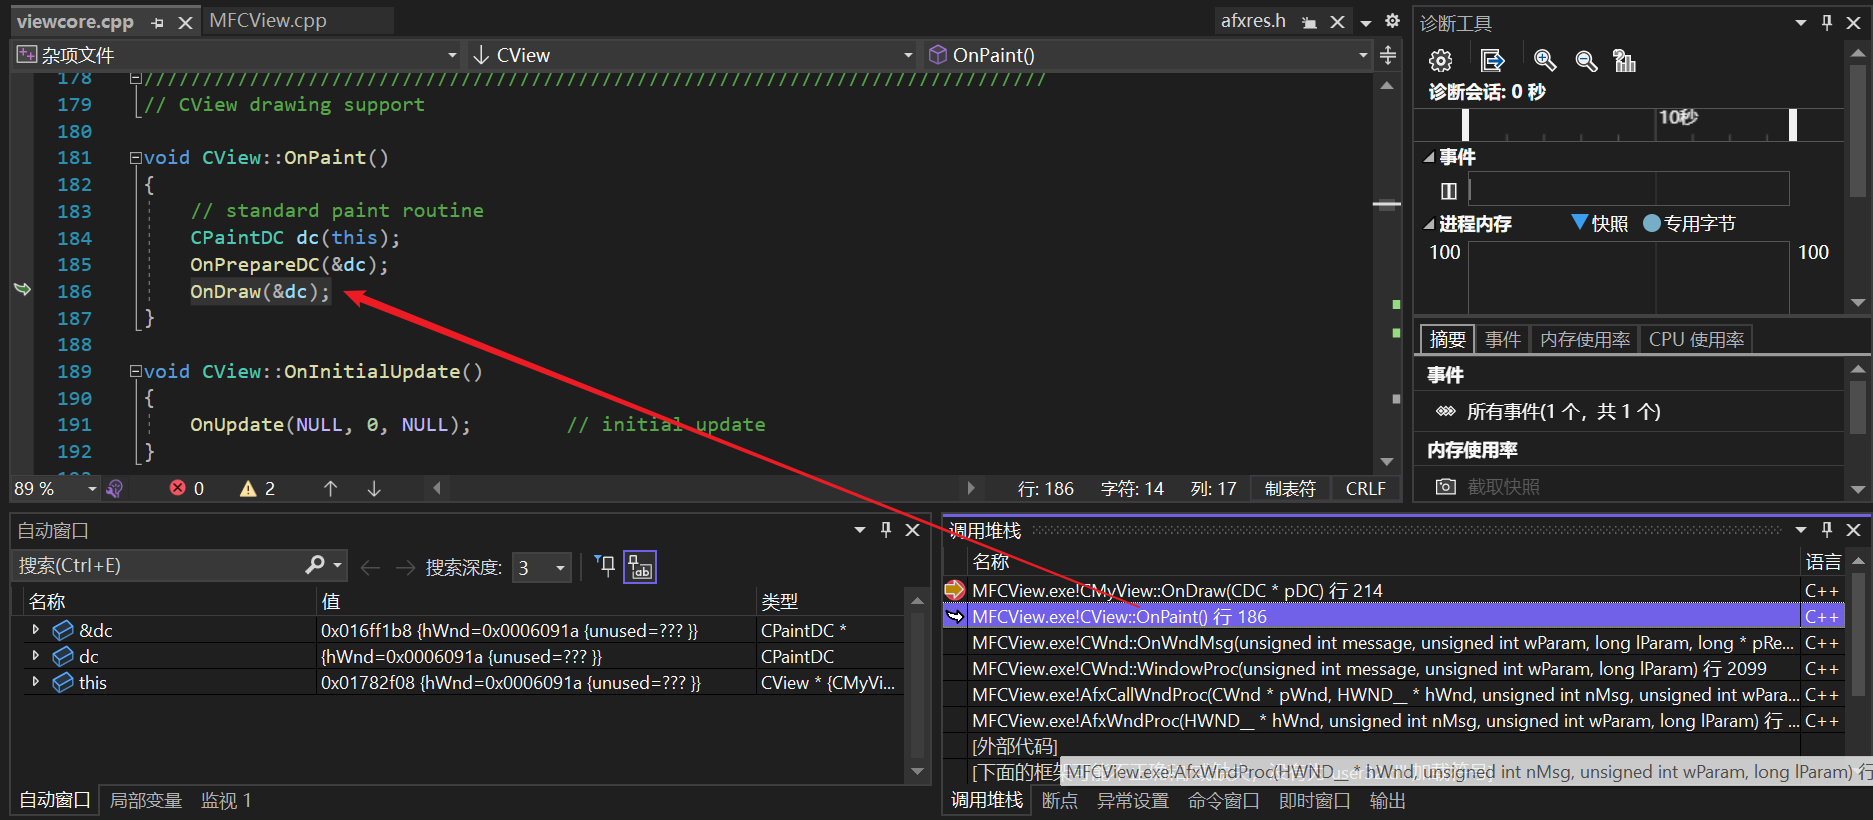 viewcore.cpp
MFCView.cpp
afxres.h
杂项文件
CView
OnPaint()
178 ///////////////////////////////////////////////////////////////////////////// 
179 // CView drawing support
180
181 void CView::OnPaint()
182 {
183 // standard paint routine
184 CPaintDC dc(this);
185 OnPrepareDC(&dc);
186 OnDraw(&dc);
187 }
188
189 void CView::OnInitialUpdate()
190 {
191 OnUpdate(NULL, 0, NULL); // initial update
192 }
89 %
0
2
行: 186 字符: 14 列: 17 制表符 CRLF
诊断工具
诊断会话: 0 秒
10秒
事件
进程内存 快照 专用字节
100 100
摘要 事件 内存使用率 CPU 使用率
事件
所有事件(1 个，共 1 个)
内存使用率
截取快照
自动窗口
搜索(Ctrl+E)
搜索深度: 3
名称 值 类型
&dc 0x016ff1b8 {hWnd=0x0006091a {unused=??? }} CPaintDC *
dc {hWnd=0x0006091a {unused=??? }} CPaintDC
this 0x01782f08 {hWnd=0x0006091a {unused=??? }} CView * {CMyVi...
自动窗口 局部变量 监视 1
调用堆栈
名称 语言
MFCView.exe!CMyView::OnDraw(CDC * pDC) 行 214 C++
MFCView.exe!CView::OnPaint() 行 186 C++
MFCView.exe!CWnd::OnWndMsg(unsigned int message, unsigned int wParam, long lParam, long * pRe... C++
MFCView.exe!CWnd::WindowProc(unsigned int message, unsigned int wParam, long lParam) 行 2099 C++
MFCView.exe!AfxCallWndProc(CWnd * pWnd, HWND__ * hWnd, unsigned int nMsg, unsigned int wPara... C++
MFCView.exe!AfxWndProc(HWND__ * hWnd, unsigned int nMsg, unsigned int wParam, long lParam) 行 ... C++
[外部代码]
[下面的框
MFCView.exe!AfxWndProc(HWND__ * hWnd, unsigned int nMsg, unsigned int wParam, long lParam) 行
调用堆栈 断点 异常设置 命令窗口 即时窗口 输出